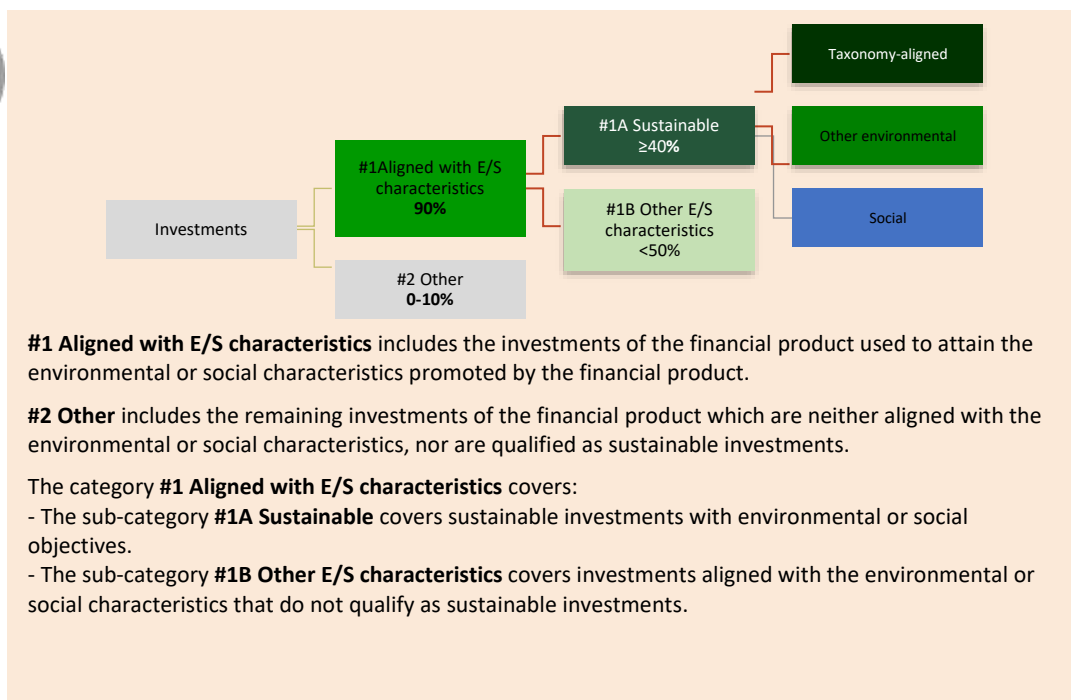 Taxonomy-aligned
#1A Sustainable
≥40%
Other environmental
#1Aligned with E/S
characteristics
90%
#1B Other E/S
characteristics
<50%
Social
Investments
#2 Other
0-10%
#1 Aligned with E/S characteristics includes the investments of the financial product used to attain the
environmental or social characteristics promoted by the financial product.
#2 Other includes the remaining investments of the financial product which are neither aligned with the
environmental or social characteristics, nor are qualified as sustainable investments.
The category #1 Aligned with E/S characteristics covers:
- The sub-category #1A Sustainable covers sustainable investments with environmental or social
objectives.
- The sub-category #1B Other E/S characteristics covers investments aligned with the environmental or
social characteristics that do not qualify as sustainable investments.